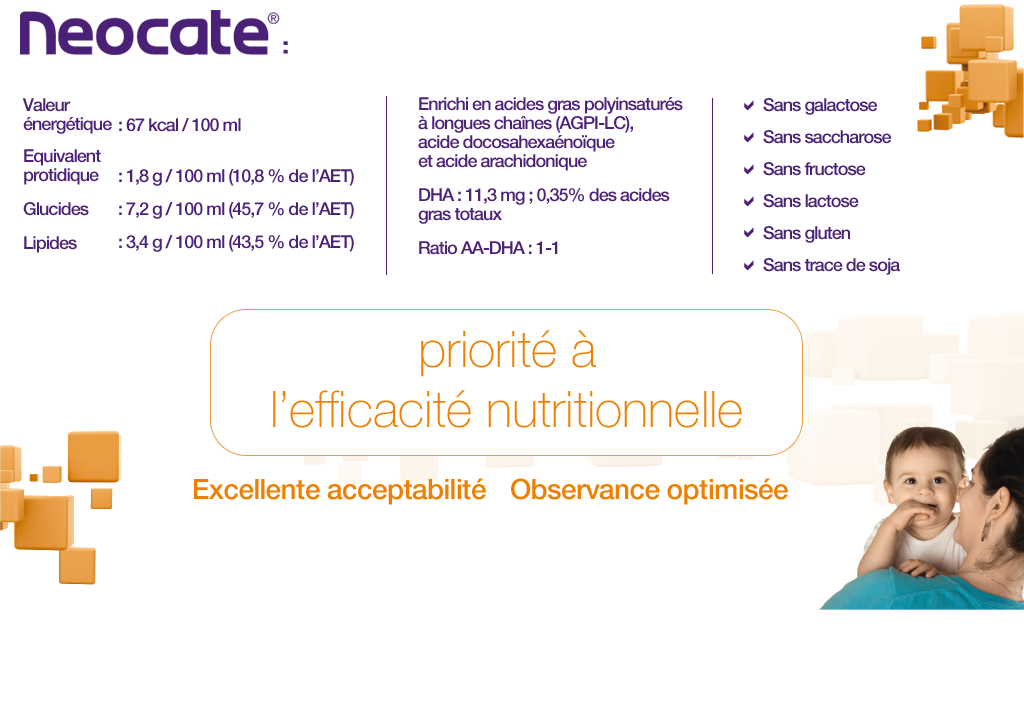 neocate® :
Valeur
énergétique : 67 kcal / 100 ml
Equivalent
protidique : 1,8 g / 100 ml (10,8 % de l’AET)
Glucides : 7,2 g / 100 ml (45,7 % de l’AET)
Lipides : 3,4 g / 100 ml (43,5 % de l’AET)
Enrichi en acides gras polyinsaturés
à longues chaînes (AGPI-LC),
acide docosahexaénoïque
et acide arachidonique
DHA : 11,3 mg ; 0,35% des acides
gras totaux
Ratio AA-DHA : 1-1
Sans galactose
Sans saccharose
Sans fructose
Sans lactose
Sans gluten
Sans trace de soja
priorité à
l’efficacité nutritionnelle
Excellente acceptabilité Observance optimisée